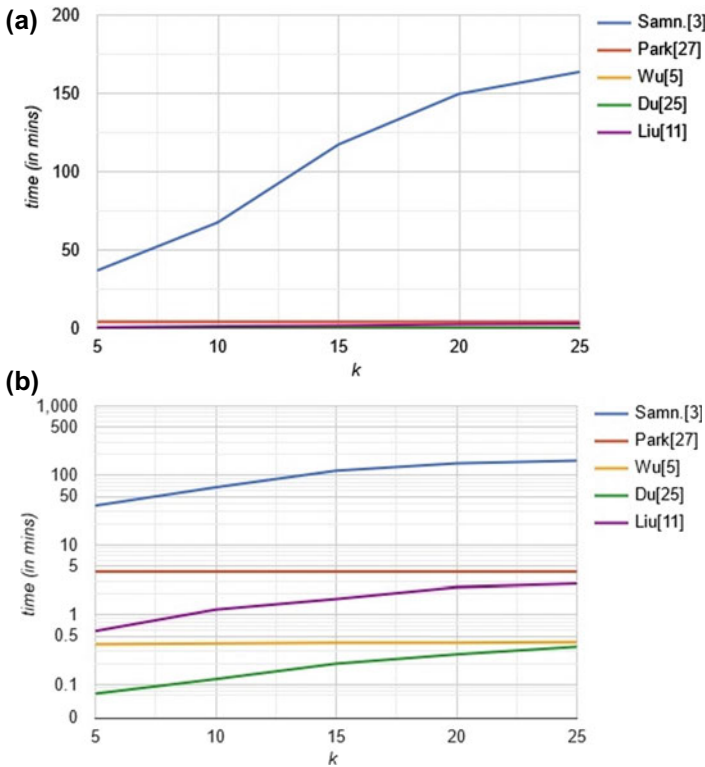 (a)
200
150
100
50
0
time (in mins)
5 10 15 20 25
k
Samn.[3]
Park[27]
Wu[5]
Du[25]
Liu[11]
(b)
1,000
500
100
50
10
5
1
0.5
0.1
0
time (in mins)
5 10 15 20 25
k
Samn.[3]
Park[27]
Wu[5]
Du[25]
Liu[11]